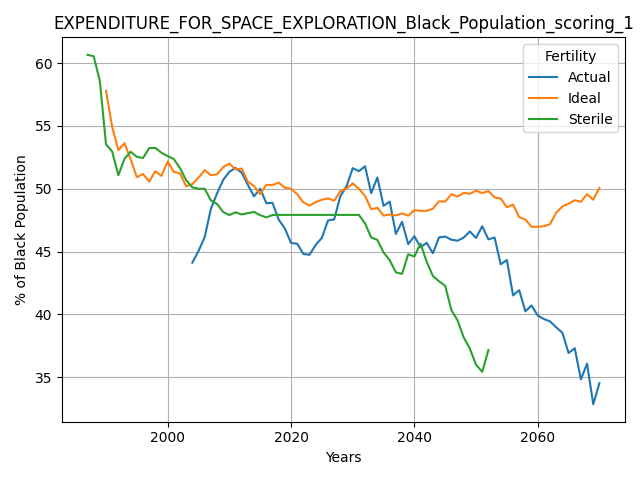 EXPENDITURE_FOR_SPACE_EXPLORATION_Black_Population_scoring_1
Fertility
Actual
Ideal
Sterile
% of Black Population
60
55
50
45
40
35
2000
2020
2040
2060
Years